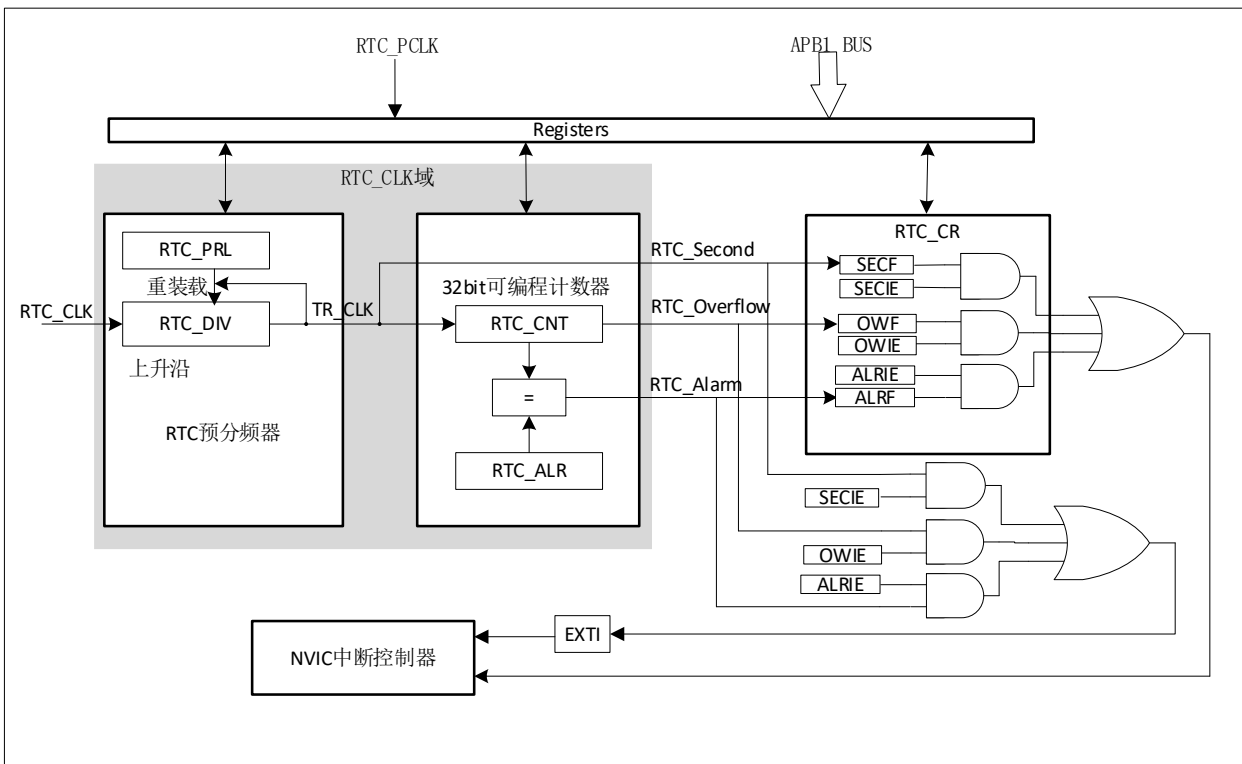 RTC_PCLK
APB1_BUS
Registers
RTC_CLK域
RTC_PRL
重装载
RTC_CLK
RTC_DIV
TR_CLK
上升沿
RTC预分频器
32bit可编程计数器
RTC_CNT
=
RTC_ALR
RTC_Second
RTC_Overflow
RTC_Alarm
RTC_CR
SECF
SECIE
OWF
OWIE
ALRIE
ALRF
SECIE
OWIE
ALRIE
EXTI
NVIC中断控制器